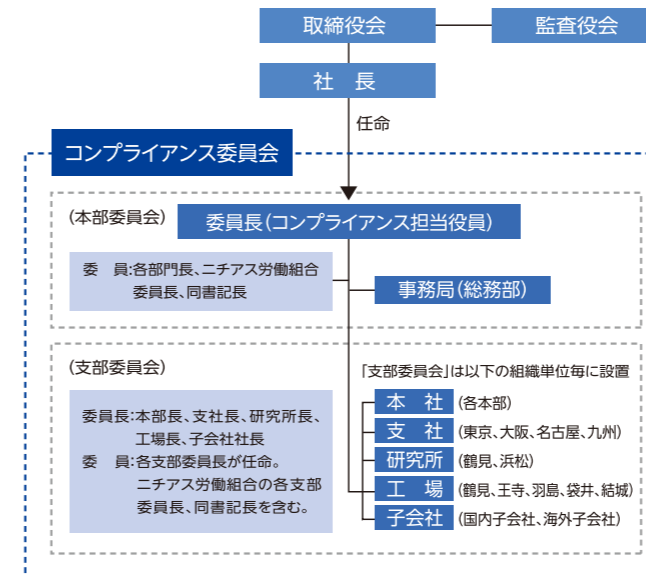 取締役会
監査役会
社 長
任命
コンプライアンス委員会
(本部委員会)
委員長(コンプライアンス担当役員)
委 員:各部門長、ニチアス労働組合
委員長、同書記長
事務局(総務部)
(支部委員会)
「支部委員会」は以下の組織単位毎に設置
委員長:本部長、支社長、研究所長、
工場長、子会社社長
委 員:各支部委員長が任命。
ニチアス労働組合の各支部
委員長、同書記長を含む。
本 社 (各本部)
支 社 (東京、大阪、名古屋、九州)
研究所 (鶴見、浜松)
工 場 (鶴見、王寺、羽島、袋井、結城)
子会社 (国内子会社、海外子会社)